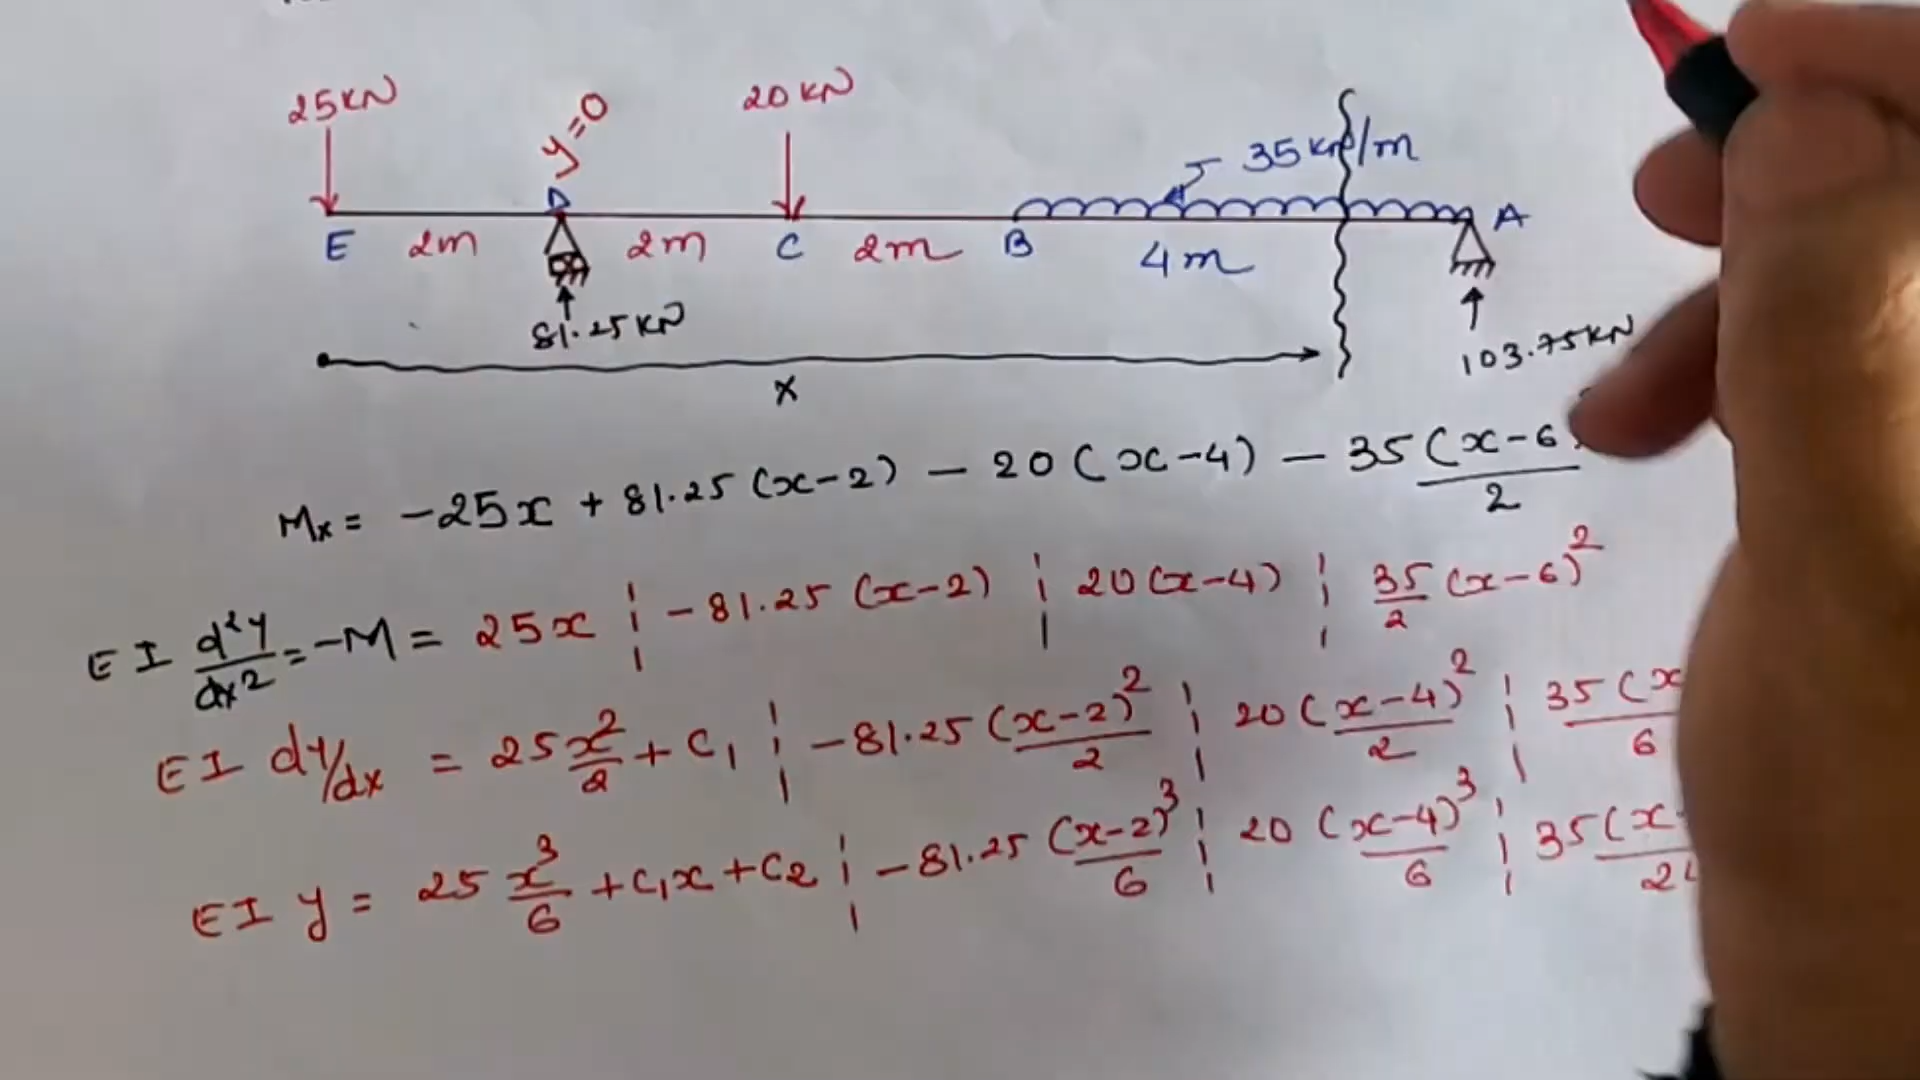 25KN y=0 20KN 35KN/m
D A
E 2m 2m C 2m B 4m
81.25KN 103.75KN
x
Mx = -25x + 81.25(x-2) - 20(x-4) - 35(x-6)/2
EI d²y/dx² = -M = 25x ¦ -81.25(x-2) ¦ 20(x-4) ¦ 35/2 (x-6)²
EI dy/dx = 25 x²/2 + C₁ ¦ -81.25 (x-2)²/2 ¦ 20 (x-4)²/2 ¦ 35(x /6
EI y = 25 x³/6 + C₁x + C₂ ¦ -81.25 (x-2)³/6 ¦ 20 (x-4)³/6 ¦ 35(x- /24